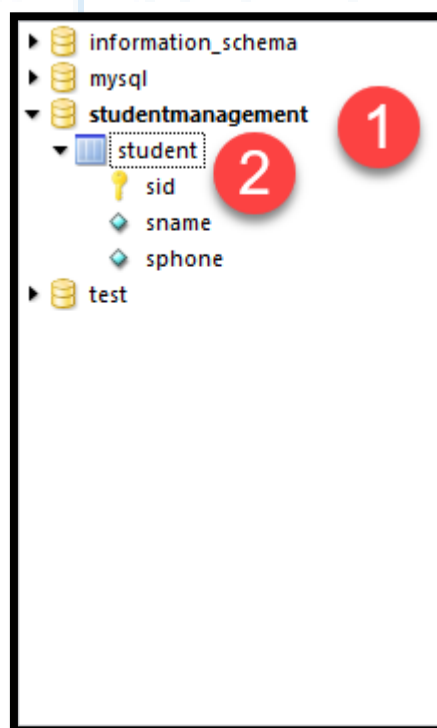 information_schema
mysql
studentmanagement
1
student
2
sid
sname
sphone
test